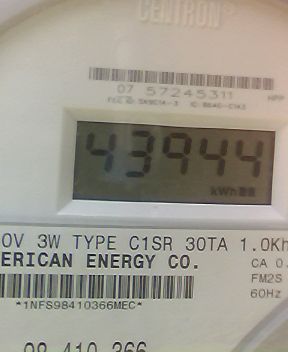 CENTRON®
07 57245311
43944
kWh
0V 3W TYPE C1SR 30TA 1.0Kh
ERICAN ENERGY CO.
CA 0.
FM2S
60Hz
*1NFS98410366MEC*
98 410 366